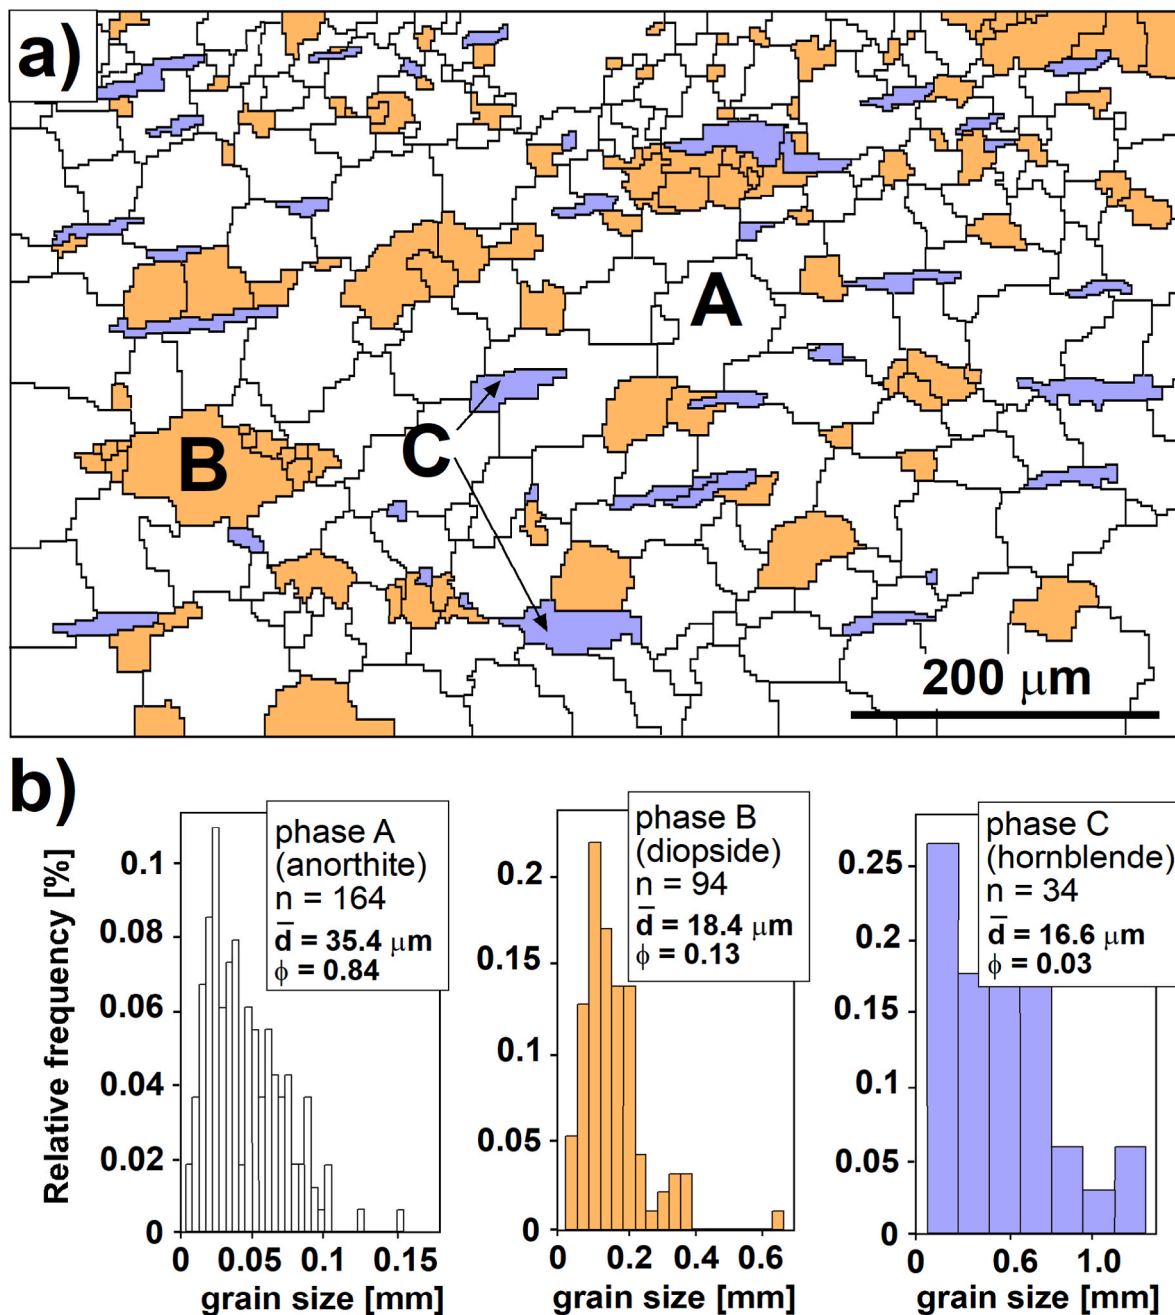 a)
A
B
C
200 μm
b)
Relative frequency [%]
phase A
(anorthite)
n = 164
d̅ = 35.4 μm
ϕ = 0.84
0.1
0.08
0.06
0.04
0.02
0
0 0.05 0.1 0.15
grain size [mm]
phase B
(diopside)
n = 94
d̅ = 18.4 μm
ϕ = 0.13
0.2
0.15
0.1
0.05
0
0 0.2 0.4 0.6
grain size [mm]
phase C
(hornblende)
n = 34
d̅ = 16.6 μm
ϕ = 0.03
0.25
0.2
0.15
0.1
0.05
0
0 0.6 1.0
grain size [mm]